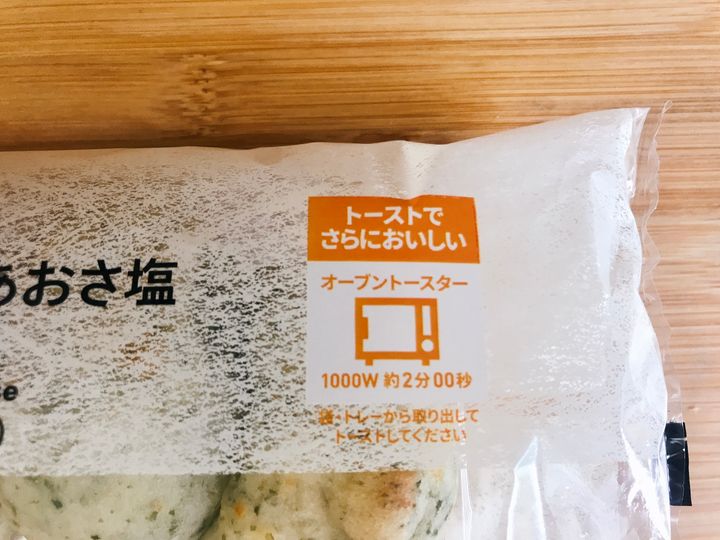 トーストで
さらにおいしい
あおさ塩
オーブントースター
1000W 約2分00秒
袋・トレーから取り出して
トーストしてください